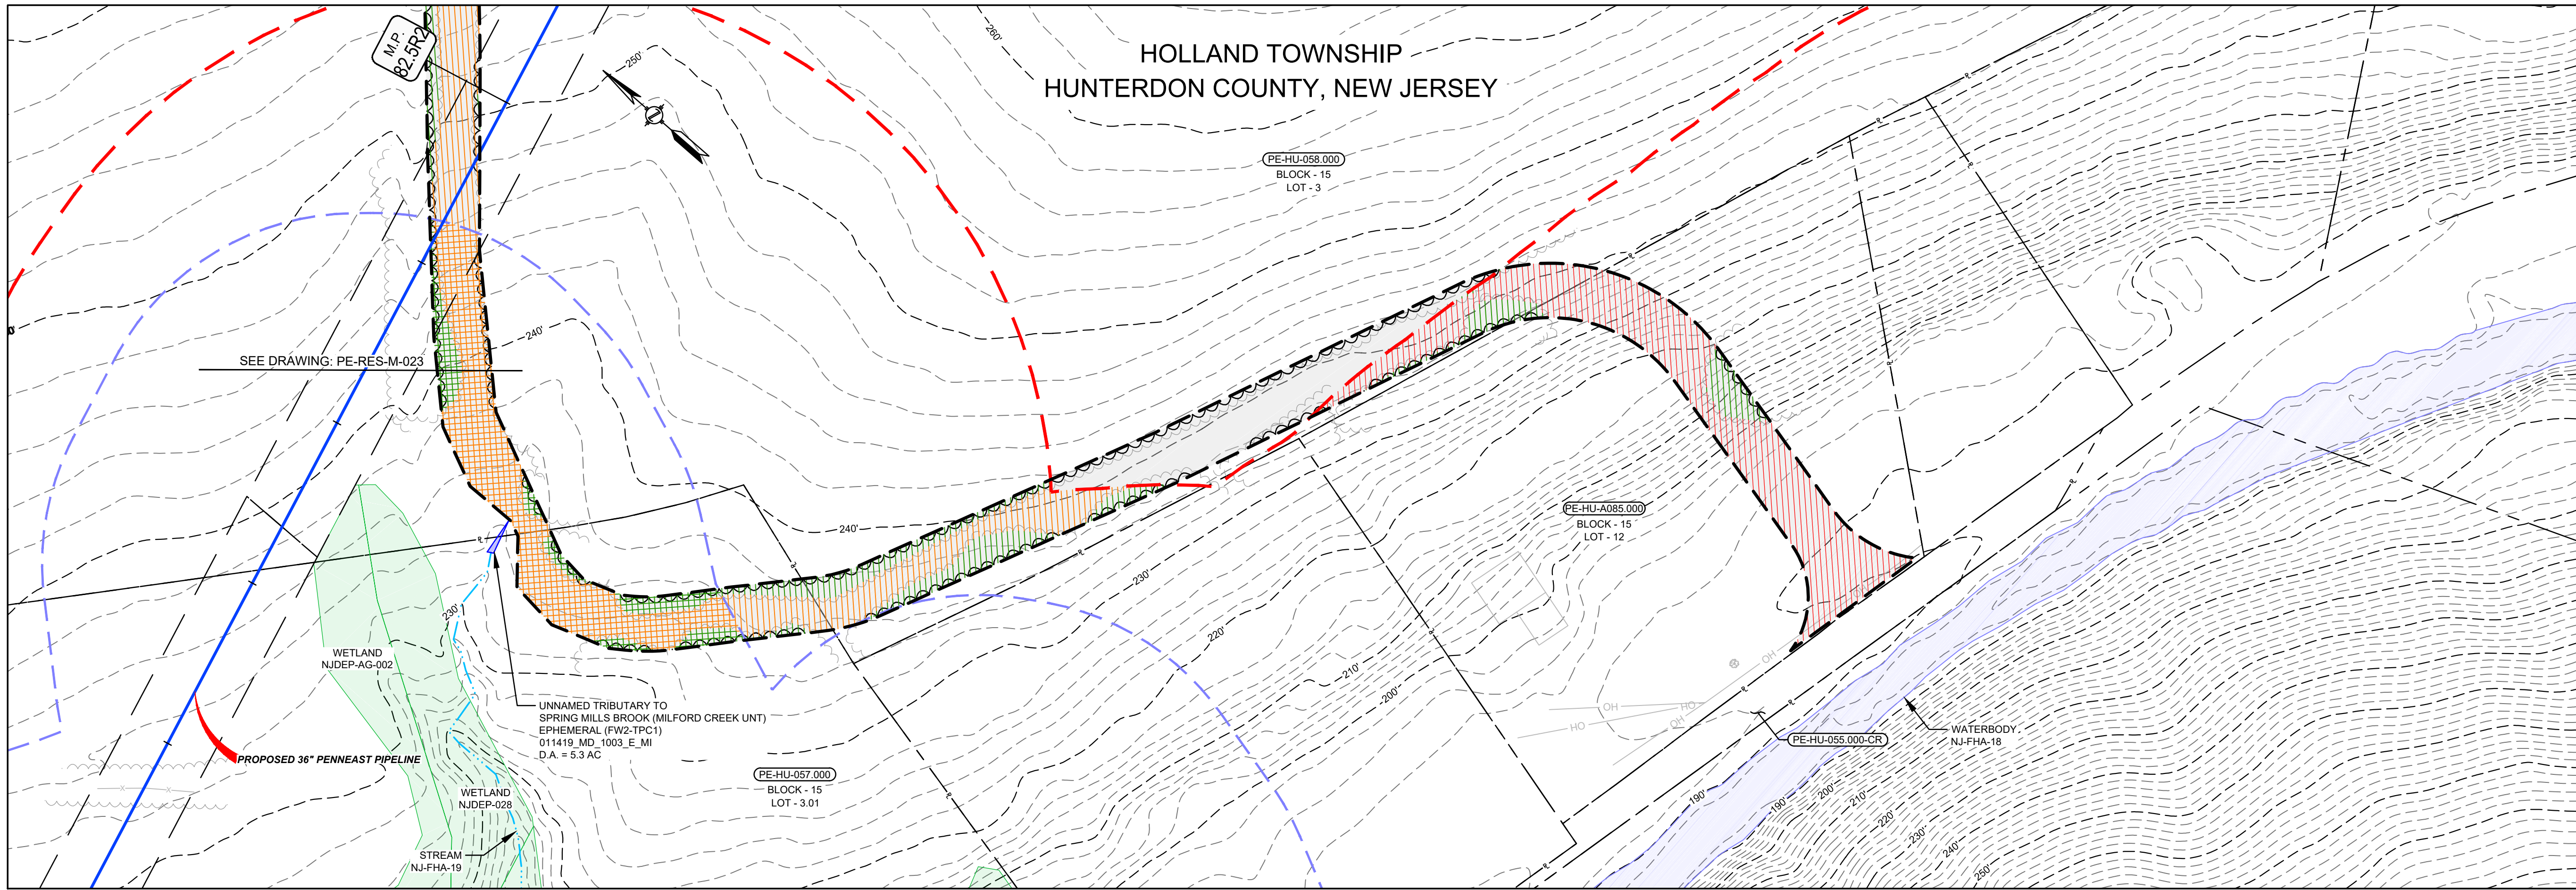 M.P.
82.5R2
250'
260'
HOLLAND TOWNSHIP
HUNTERDON COUNTY, NEW JERSEY
PE-HU-058.000
BLOCK - 15
LOT - 3
240'
SEE DRAWING: PE-RES-M-023
240'
PE-HU-A085.000
BLOCK - 15
LOT - 12
230'
230'
220'
210'
200'
WETLAND
NJDEP-AG-002
UNNAMED TRIBUTARY TO
SPRING MILLS BROOK (MILFORD CREEK UNT)
EPHEMERAL (FW2-TPC1)
011419_MD_1003_E_MI
D.A. = 5.3 AC
PROPOSED 36" PENNEAST PIPELINE
PE-HU-057.000
BLOCK - 15
LOT - 3.01
WETLAND
NJDEP-028
STREAM
NJ-FHA-19
OH
OH
OH
OH
OH
PE-HU-055.000-CR
WATERBODY
NJ-FHA-18
190'
190'
200'
210'
220'
230'
240'
250'